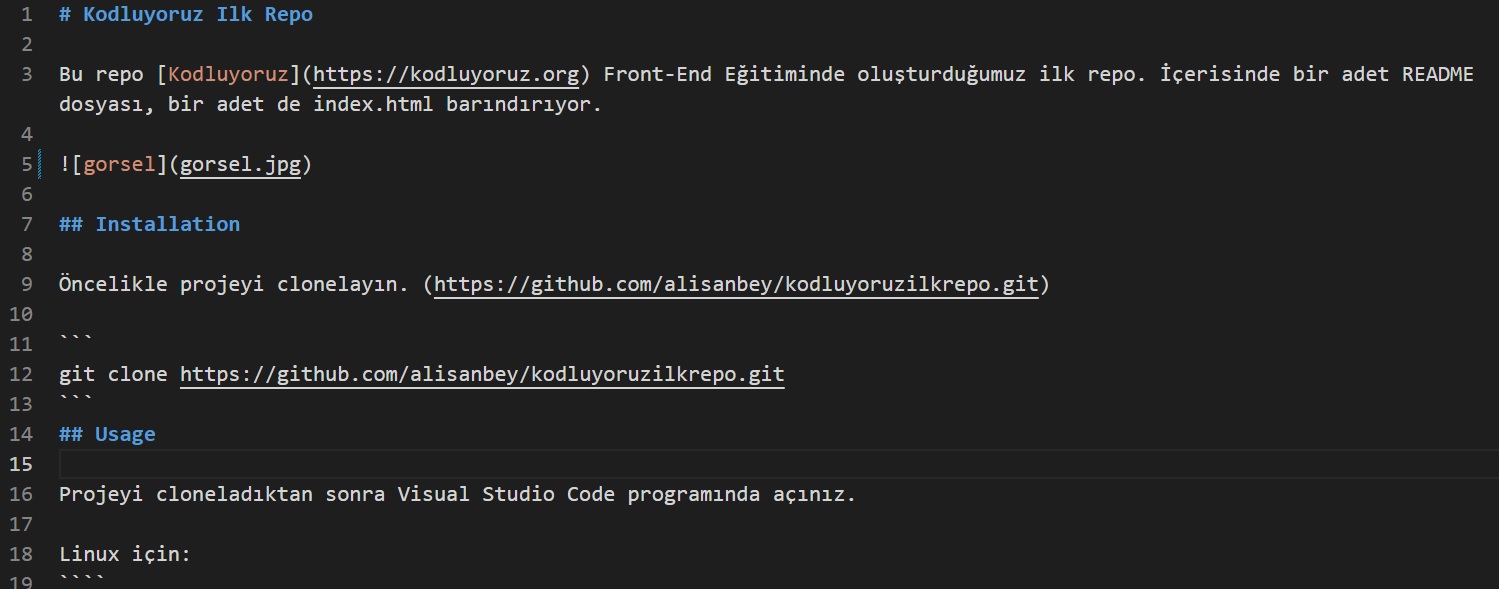 1 # Kodluyoruz Ilk Repo
2
3 Bu repo [Kodluyoruz](https://kodluyoruz.org) Front-End Eğitiminde oluşturduğumuz ilk repo. İçerisinde bir adet README
dosyası, bir adet de index.html barındırıyor.
4
5 ![gorsel](gorsel.jpg)
6
7 ## Installation
8
9 Öncelikle projeyi clonelayın. (https://github.com/alisanbey/kodluyoruzilkrepo.git)
10
11 ```
12 git clone https://github.com/alisanbey/kodluyoruzilkrepo.git
13 ```
14 ## Usage
15
16 Projeyi cloneladıktan sonra Visual Studio Code programında açınız.
17
18 Linux için:
19 ````